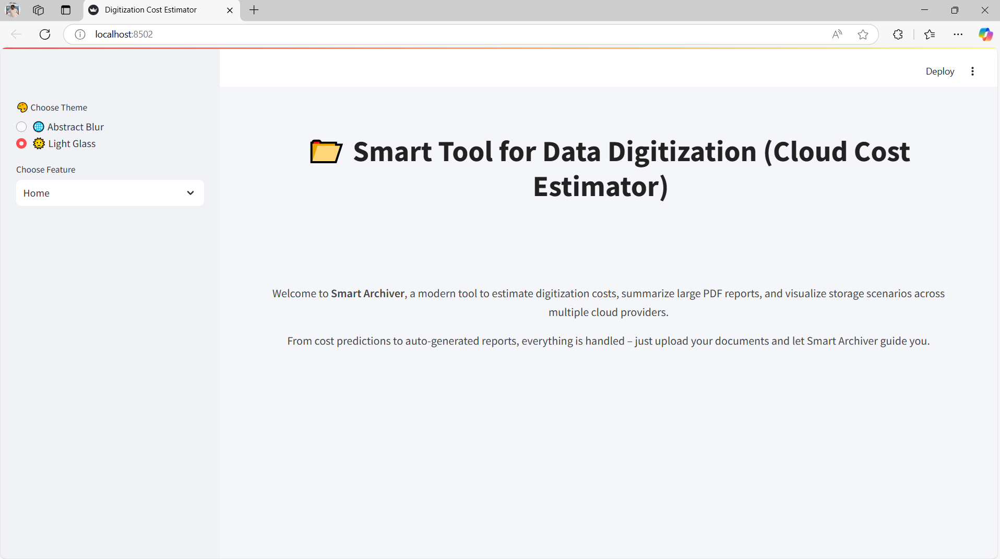 Digitization Cost Estimator
localhost:8502
Deploy
Choose Theme
Abstract Blur
Light Glass
Choose Feature
Home
Smart Tool for Data Digitization (Cloud Cost
Estimator)
Welcome to Smart Archiver, a modern tool to estimate digitization costs, summarize large PDF reports, and visualize storage scenarios across
multiple cloud providers.
From cost predictions to auto-generated reports, everything is handled – just upload your documents and let Smart Archiver guide you.